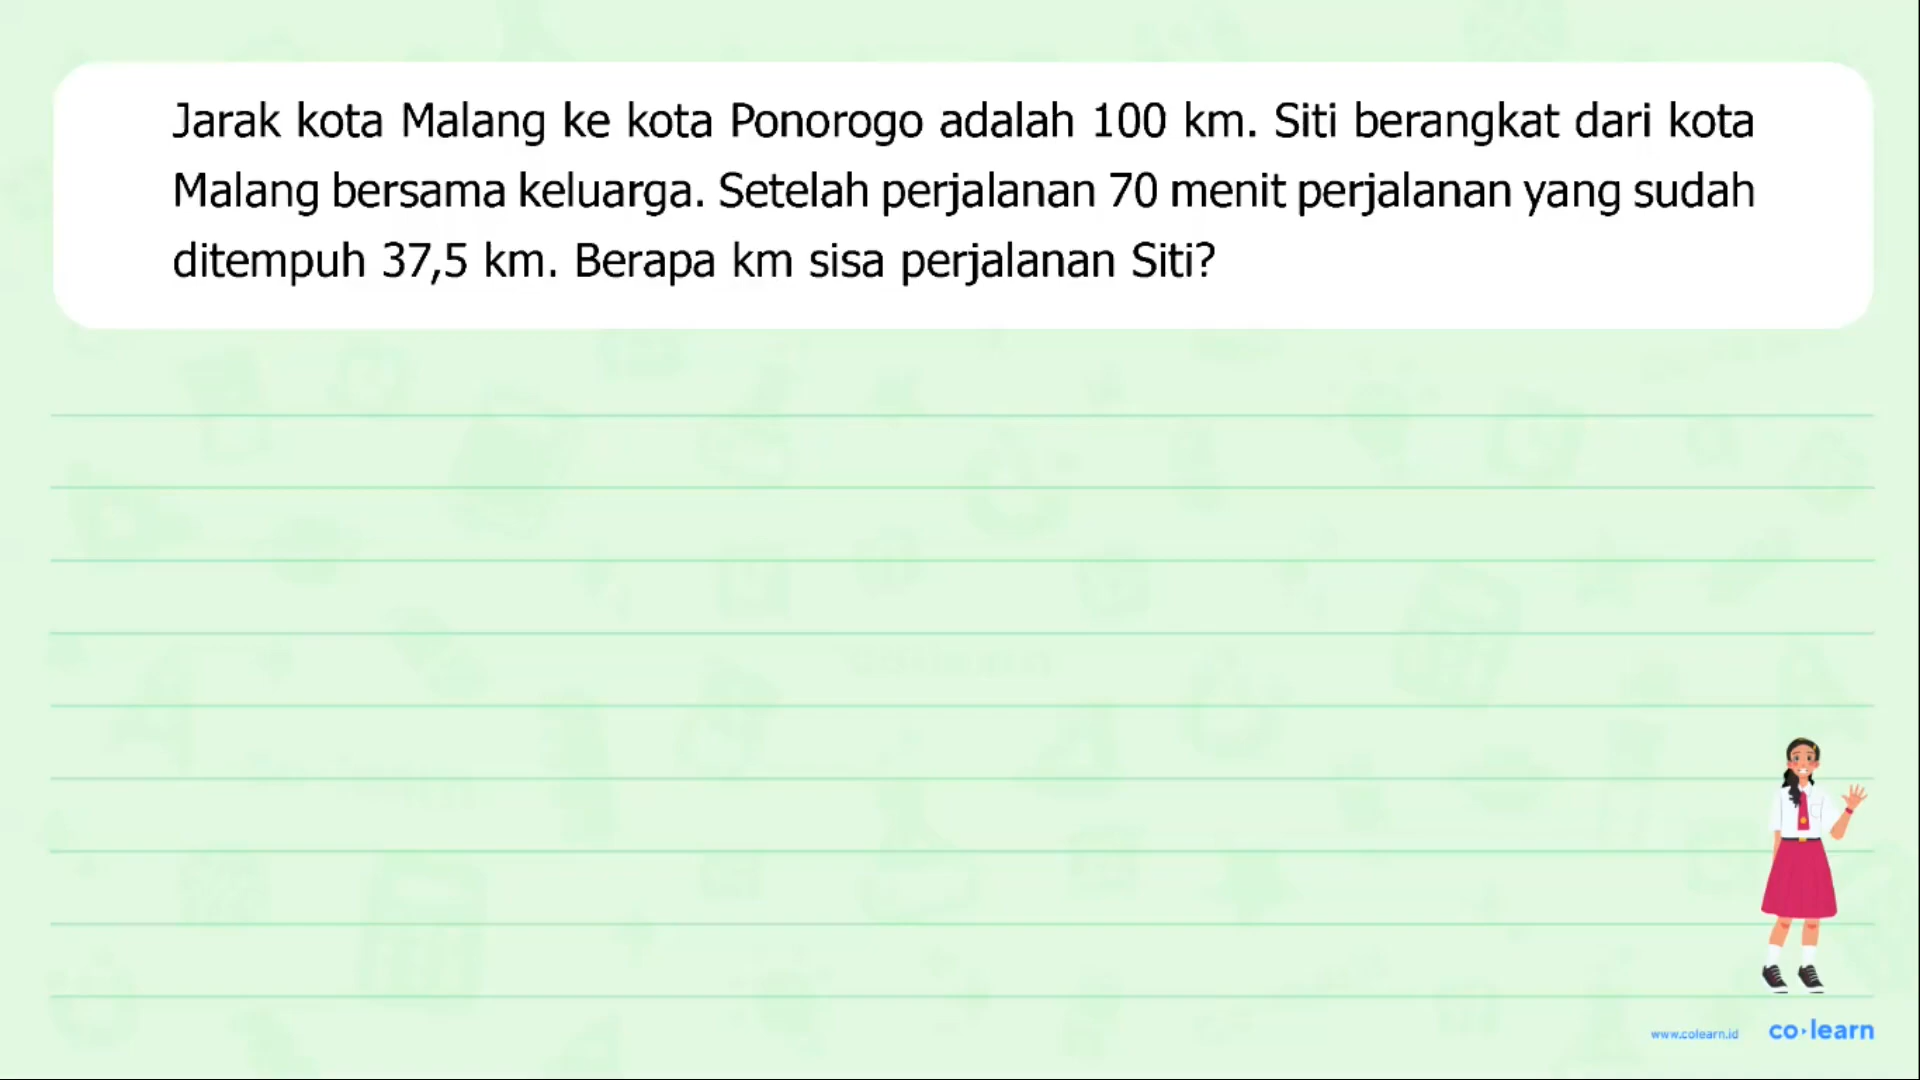 Jarak kota Malang ke kota Ponorogo adalah 100 km. Siti berangkat dari kota
Malang bersama keluarga. Setelah perjalanan 70 menit perjalanan yang sudah
ditempuh 37,5 km. Berapa km sisa perjalanan Siti?
www.colearn.id
co·learn